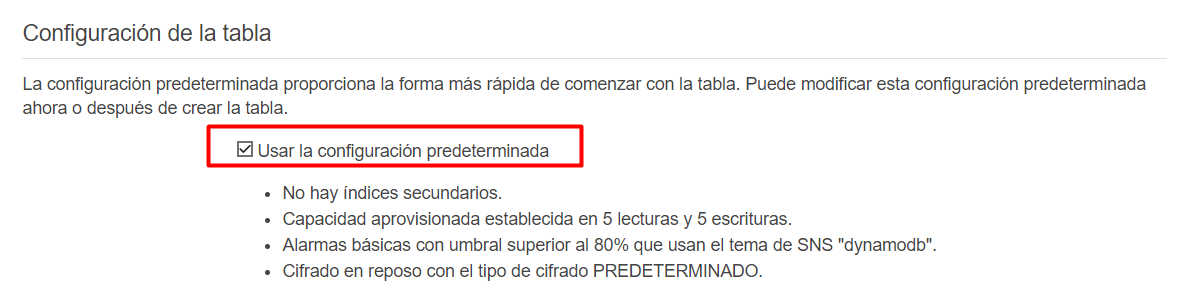 Configuración de la tabla
La configuración predeterminada proporciona la forma más rápida de comenzar con la tabla. Puede modificar esta configuración predeterminada
ahora o después de crear la tabla.
Usar la configuración predeterminada
• No hay índices secundarios.
• Capacidad aprovisionada establecida en 5 lecturas y 5 escrituras.
• Alarmas básicas con umbral superior al 80% que usan el tema de SNS "dynamodb".
• Cifrado en reposo con el tipo de cifrado PREDETERMINADO.